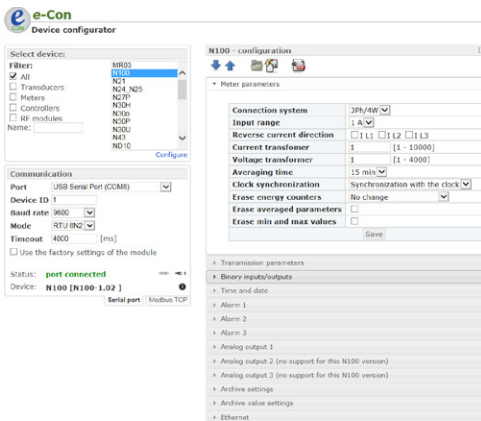 e e-Con
Device configurator
Select device:
Filter:
All
Transducers
Meters
Controllers
RF modules
Name:
MR03
N100
N21
N24_N25
N27P
N30H
N30o
N30P
N30U
N43
ND10
Configure
Communication
Port USB Serial Port (COM8)
Device ID 1
Baud rate 9600
Mode RTU 8N2
Timeout 4000 [ms]
Use the factory settings of the module
Status: port connected
Device: N100 [N100-1.02 ]
Serial port Modbus TCP
N100 - configuration
Meter parameters
Connection system 3Ph/4W
Input range 1 A
Reverse current direction I L1 I L2 I L3
Current transfomer 1 [1 - 10000]
Voltage transformer 1 [1 - 4000]
Averaging time 15 min
Clock synchronization Synchronization with the clock
Erase energy counters No change
Erase averaged parameters
Erase min and max values
Save
Transmission parameters
Binary inputs/outputs
Time and date
Alarm 1
Alarm 2
Alarm 3
Analog output 1
Analog output 2 (no support for this N100 version)
Analog output 3 (no support for this N100 version)
Archive settings
Archive value settings
Ethernet